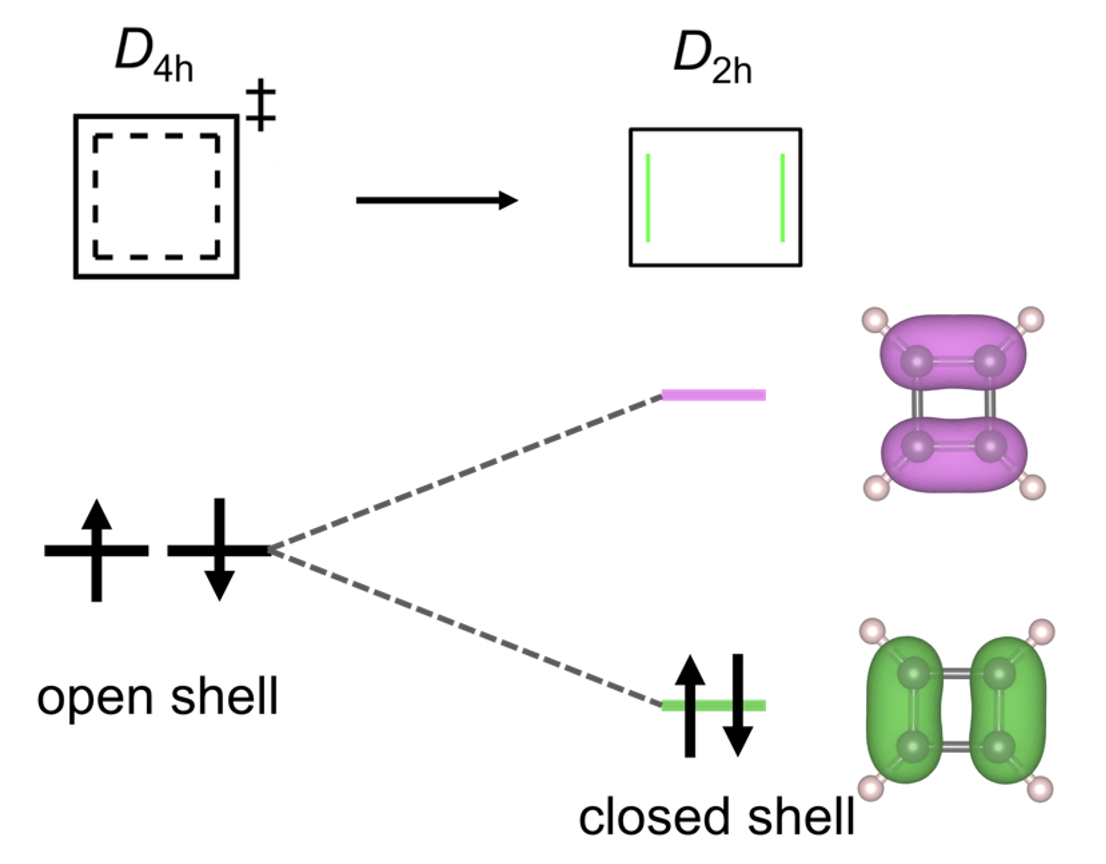 D4h
D2h
‡
open shell
closed shell